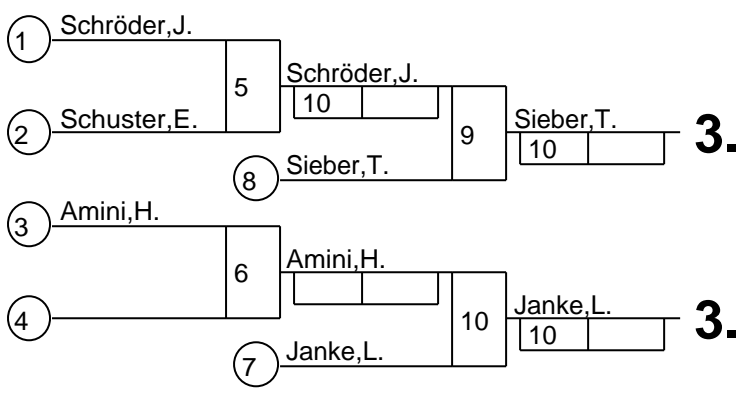 1 Schröder,J.
5 Schröder,J.
10
2 Schuster,E.
9 Sieber,T. 3.
10
8 Sieber,T.
3 Amini,H.
6 Amini,H.
4
10 Janke,L. 3.
10
7 Janke,L.